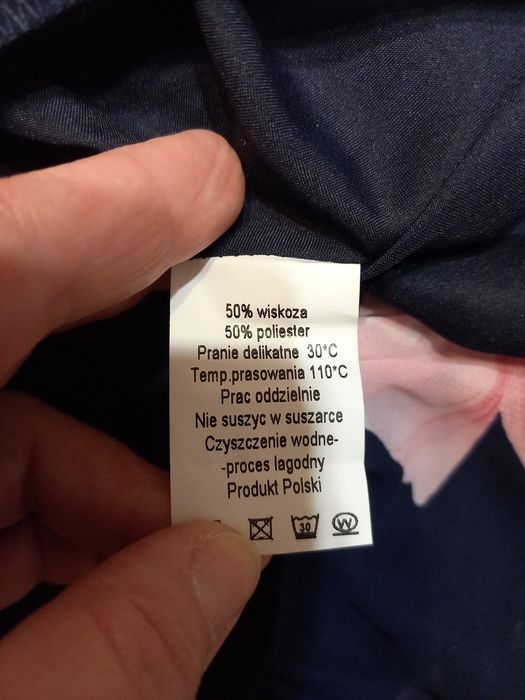 50% wiskoza
50% poliester
Pranie delikatne 30*C
Temp.prasowania 110*C
Prac oddzielnie
Nie suszyc w suszarce
Czyszczenie wodne-
-proces lagodny
Produkt Polski
30 W